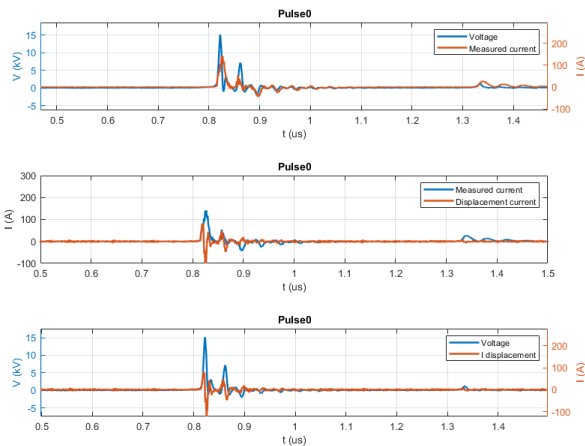 Pulse0
15
10
5
0
-5
V (kV)
200
100
0
-100
I (A)
Voltage
Measured current
0.5 0.6 0.7 0.8 0.9 1 1.1 1.2 1.3 1.4
t (us)
Pulse0
300
200
100
0
-100
I (A)
Measured current
Displacement current
0.5 0.6 0.7 0.8 0.9 1 1.1 1.2 1.3 1.4 1.5
t (us)
Pulse0
15
10
5
0
-5
V (kV)
200
100
0
-100
I (A)
Voltage
I displacement
0.5 0.6 0.7 0.8 0.9 1 1.1 1.2 1.3 1.4
t (us)